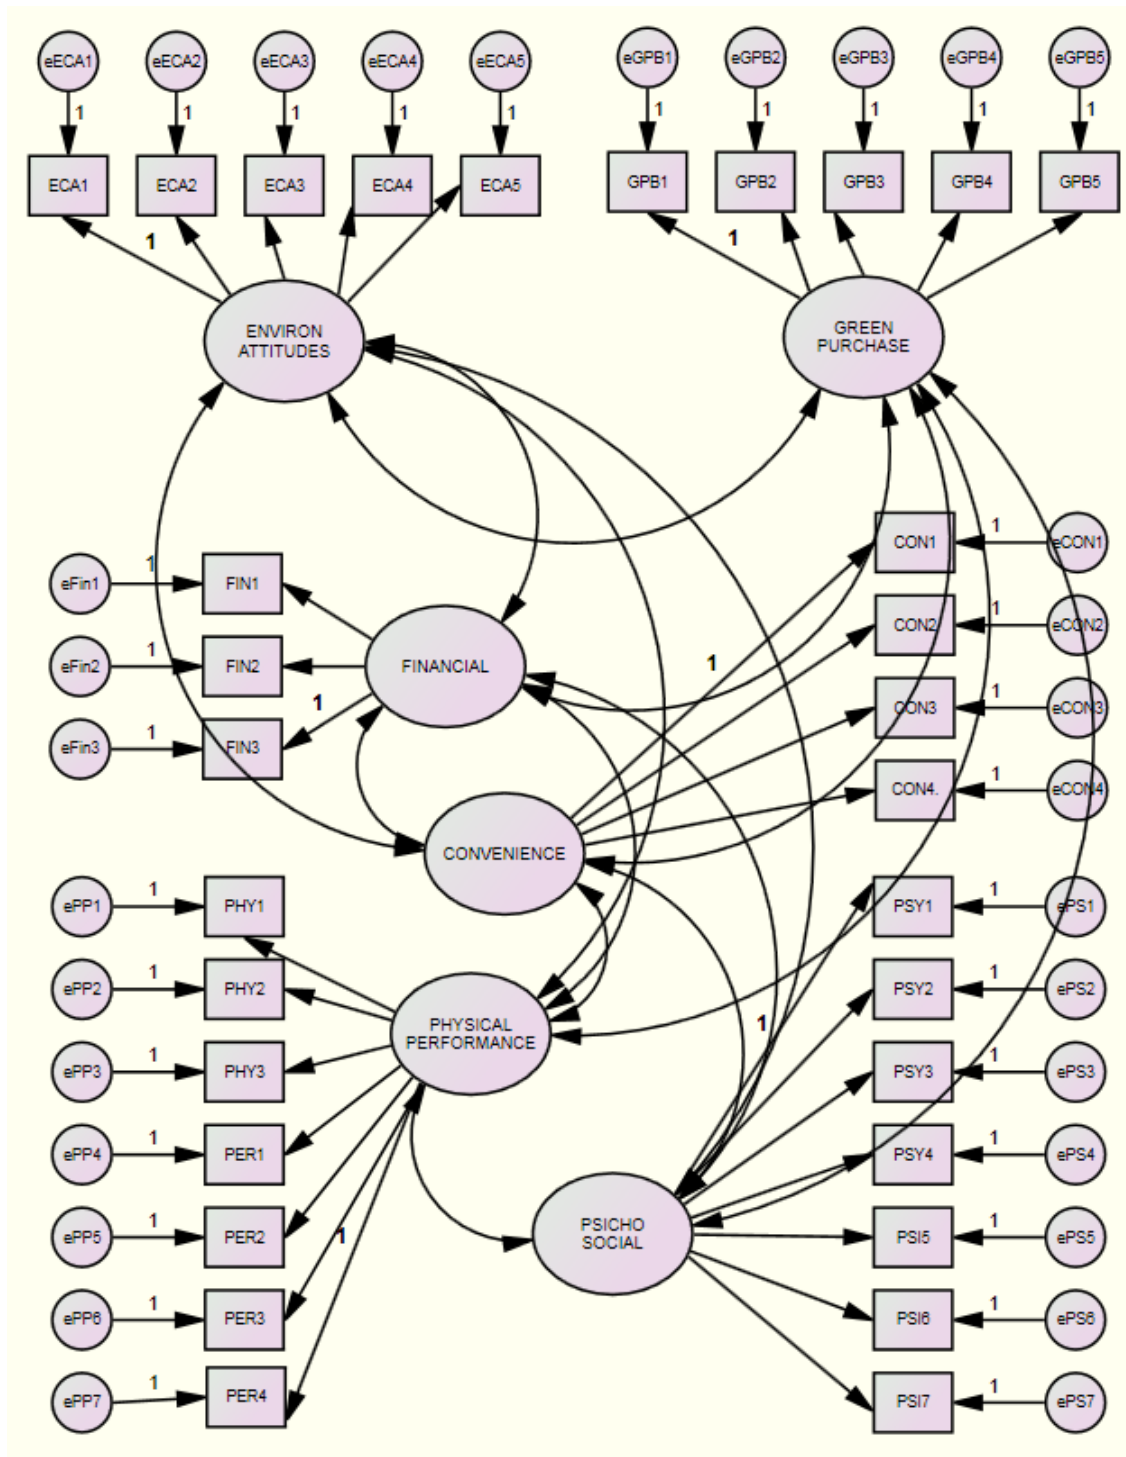 eECA1 eECA2 eECA3 eECA4 eECA5 eGPB1 eGPB2 eGPB3 eGPB4 eGPB5
1 1 1 1 1 1 1 1 1 1
ECA1 ECA2 ECA3 ECA4 ECA5 GPB1 GPB2 GPB3 GPB4 GPB5
1 1
ENVIRON
ATTITUDES
GREEN
PURCHASE
1 CON1 eCON1
eFin1 1 FIN1
1 CON2 eCON2
eFin2 1 FIN2
FINANCIAL
1
1
CON3 1 eCON3
eFin3 1 FIN3
CON4. 1 eCON4
CONVENIENCE
ePP1 1 PHY1
PSY1 1 ePS1
ePP2 1 PHY2
PSY2 1 ePS2
PHYSICAL
PERFORMANCE
1
ePP3 1 PHY3
PSY3 1 ePS3
ePP4 1 PER1
PSY4 1 ePS4
ePP5 1 PER2
1
PSICHO
SOCIAL
PSI5 1 ePS5
ePP6 1 PER3
PSI6 1 ePS6
ePP7 1 PER4
PSI7 1 ePS7